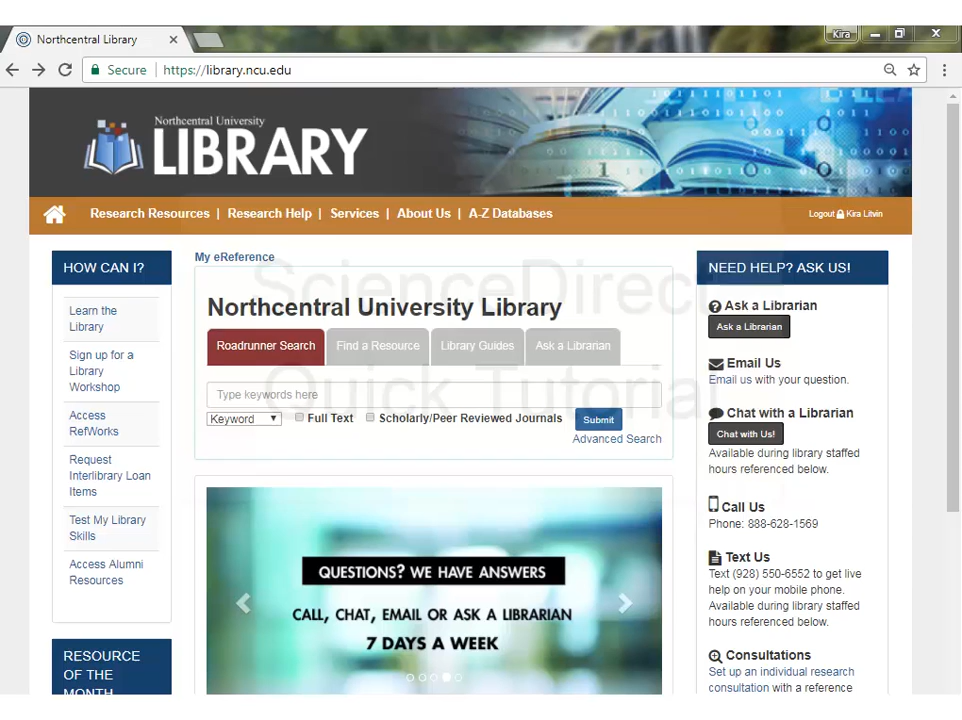 Northcentral Library
Kira
Secure | https://library.ncu.edu
Northcentral University
LIBRARY
Research Resources | Research Help | Services | About Us | A-Z Databases
Logout Kira Litvin
HOW CAN I?
Learn the
Library
Sign up for a
Library
Workshop
Access
RefWorks
Request
Interlibrary Loan
Items
Test My Library
Skills
Access Alumni
Resources
RESOURCE
OF THE
MONTH
My eReference
ScienceDirect
Quick Tutorial
Northcentral University Library
Roadrunner Search
Find a Resource
Library Guides
Ask a Librarian
Type keywords here
Keyword
Full Text
Scholarly/Peer Reviewed Journals
Submit
Advanced Search
QUESTIONS? WE HAVE ANSWERS
CALL, CHAT, EMAIL OR ASK A LIBRARIAN
7 DAYS A WEEK
NEED HELP? ASK US!
Ask a Librarian
Ask a Librarian
Email Us
Email us with your question.
Chat with a Librarian
Chat with Us!
Available during library staffed
hours referenced below.
Call Us
Phone: 888-628-1569
Text Us
Text (928) 550-6552 to get live
help on your mobile phone.
Available during library staffed
hours referenced below.
Consultations
Set up an individual research
consultation with a reference